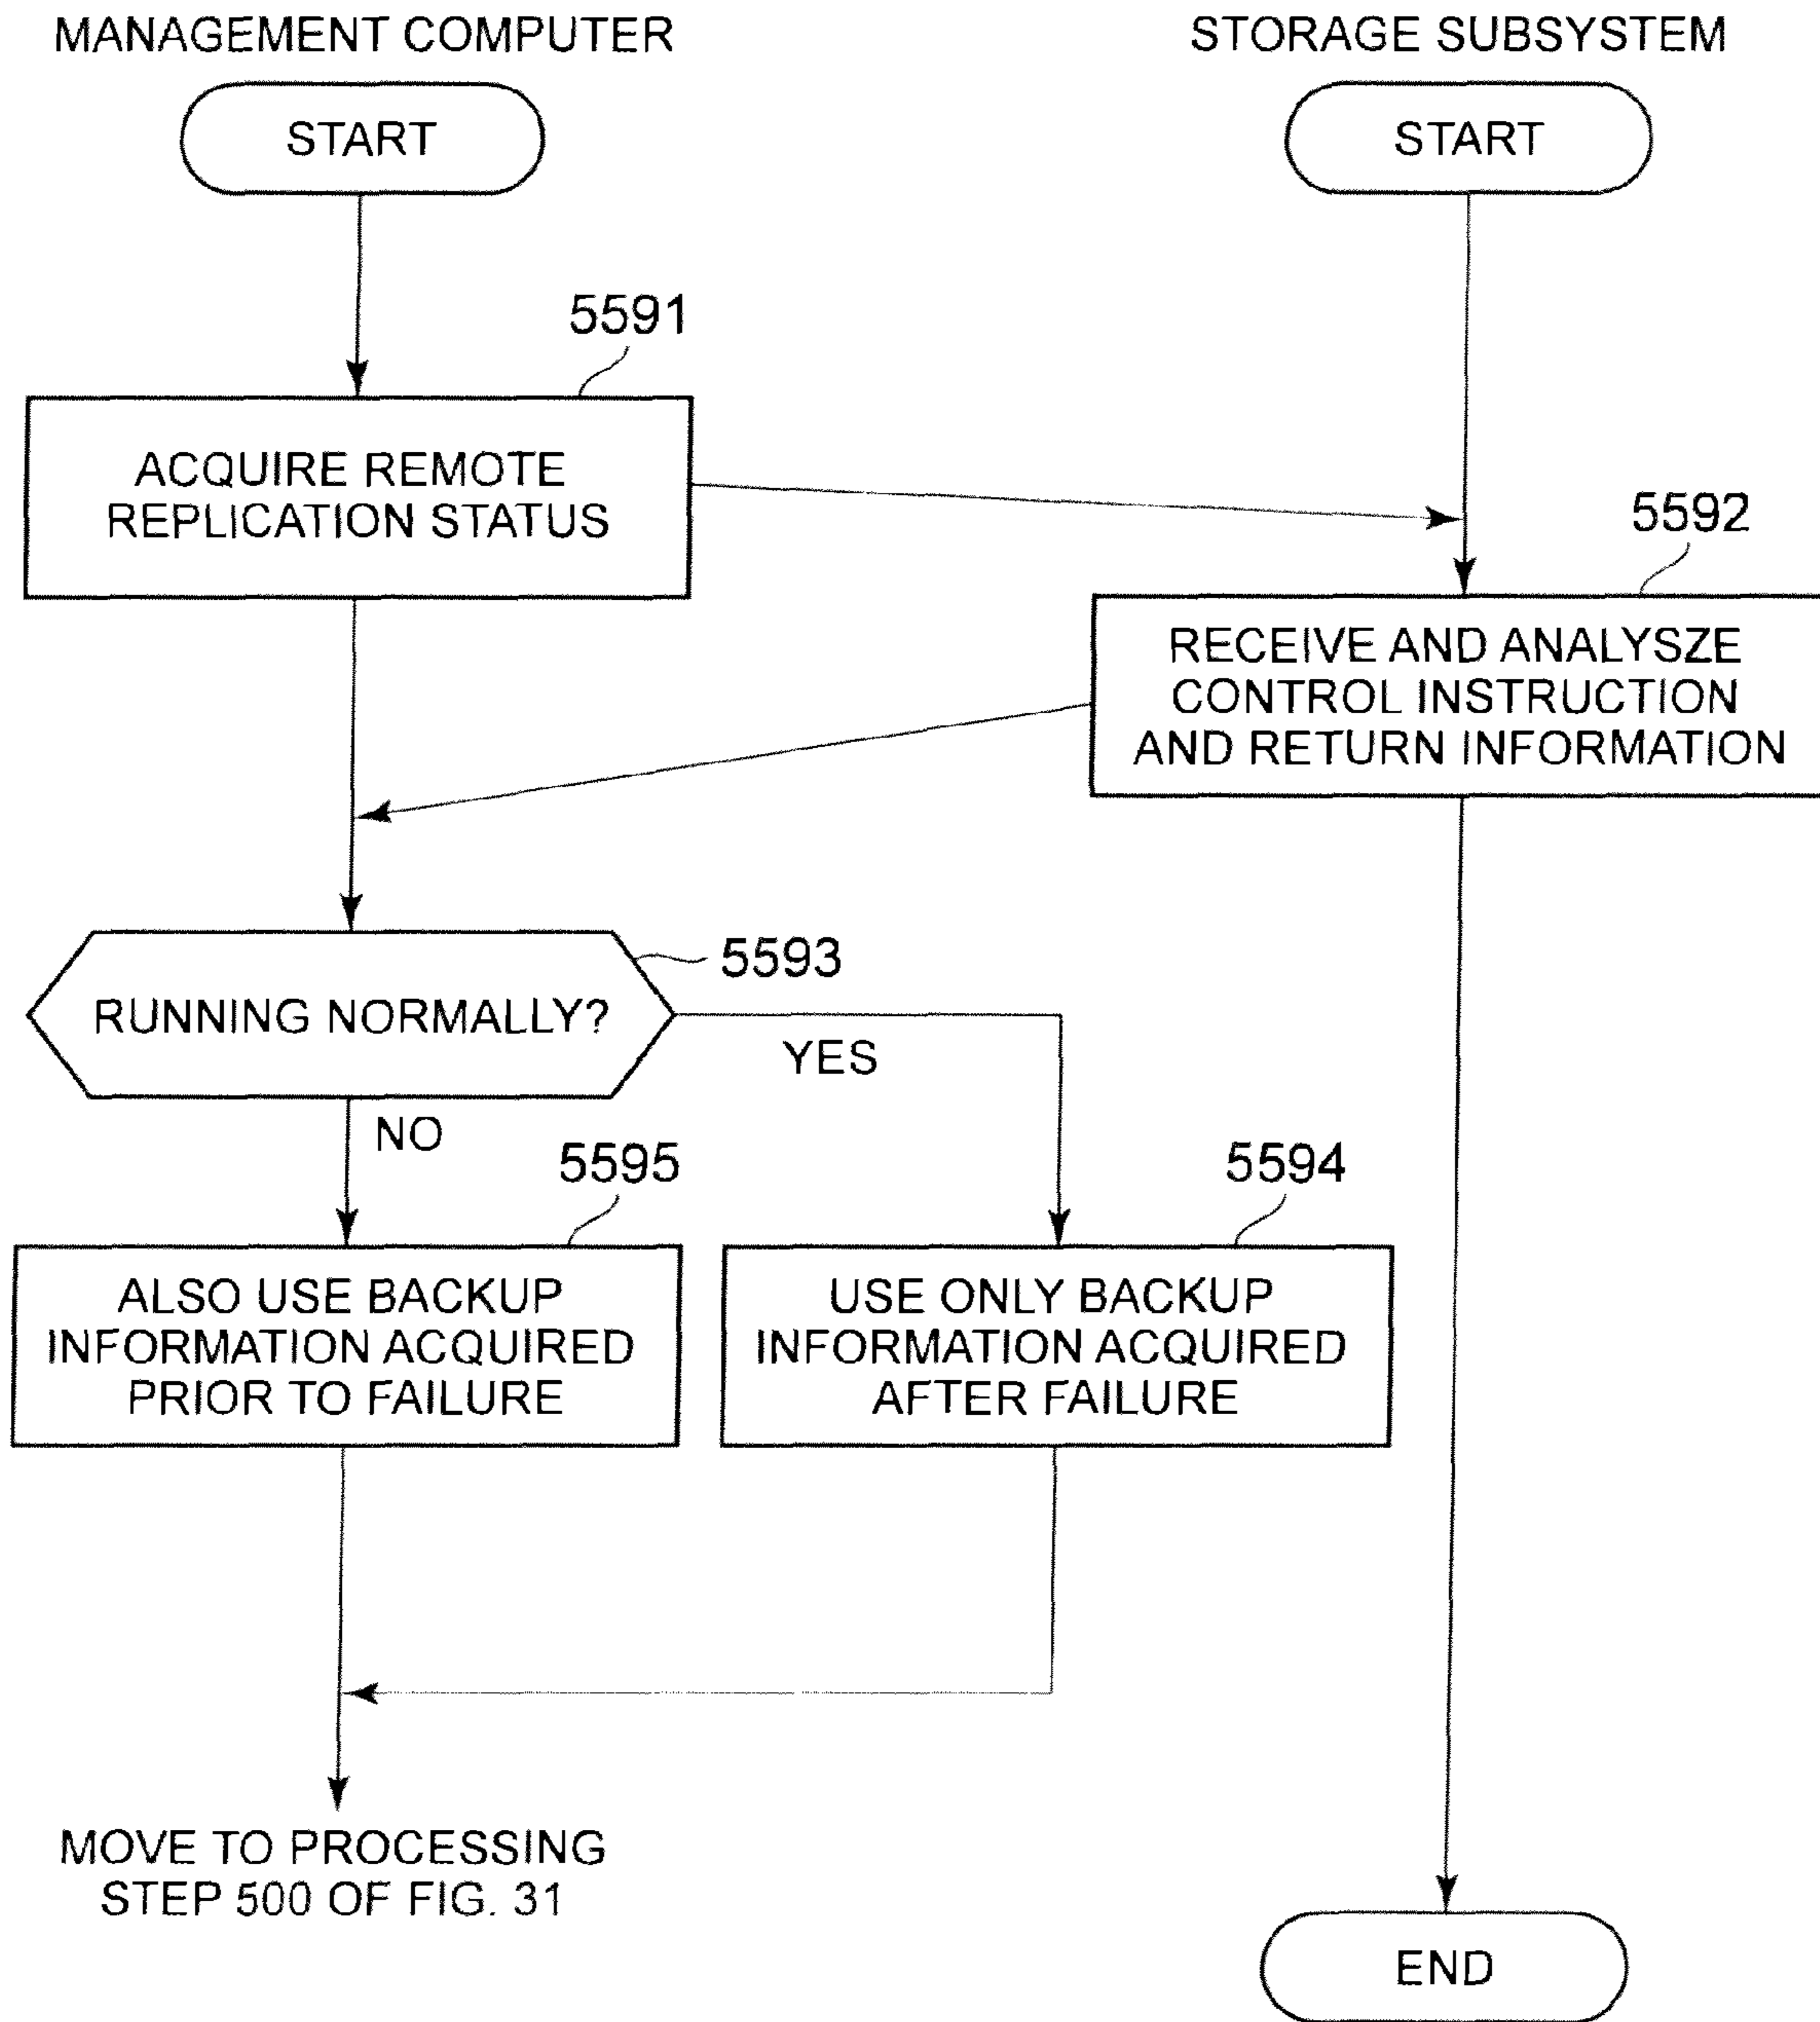 MANAGEMENT COMPUTER
STORAGE SUBSYSTEM
START
START
5591
ACQUIRE REMOTE
REPLICATION STATUS
5592
RECEIVE AND ANALYSZE
CONTROL INSTRUCTION
AND RETURN INFORMATION
5593
RUNNING NORMALLY?
YES
NO
5595
ALSO USE BACKUP
INFORMATION ACQUIRED
PRIOR TO FAILURE
5594
USE ONLY BACKUP
INFORMATION ACQUIRED
AFTER FAILURE
MOVE TO PROCESSING
STEP 500 OF FIG. 31
END